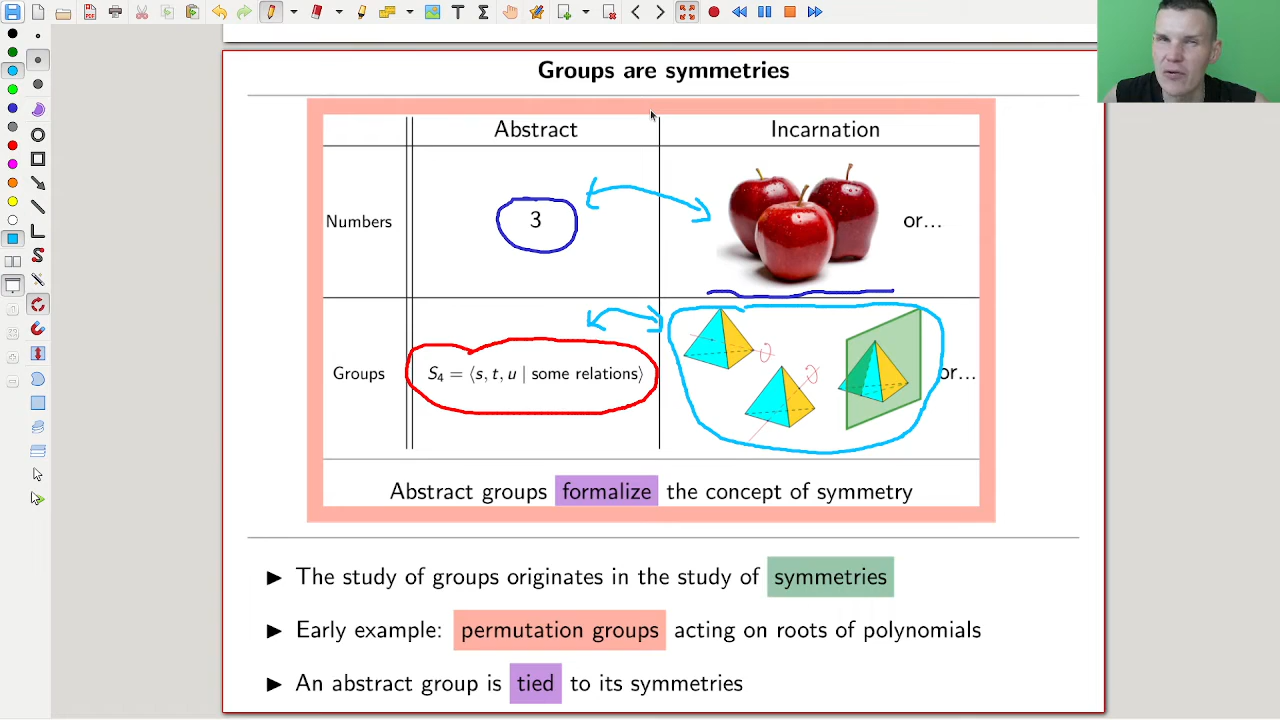 Groups are symmetries
Abstract Incarnation
Numbers 3 or...
Groups S₄ = ⟨s, t, u | some relations⟩ or...
Abstract groups formalize the concept of symmetry
► The study of groups originates in the study of symmetries
► Early example: permutation groups acting on roots of polynomials
► An abstract group is tied to its symmetries